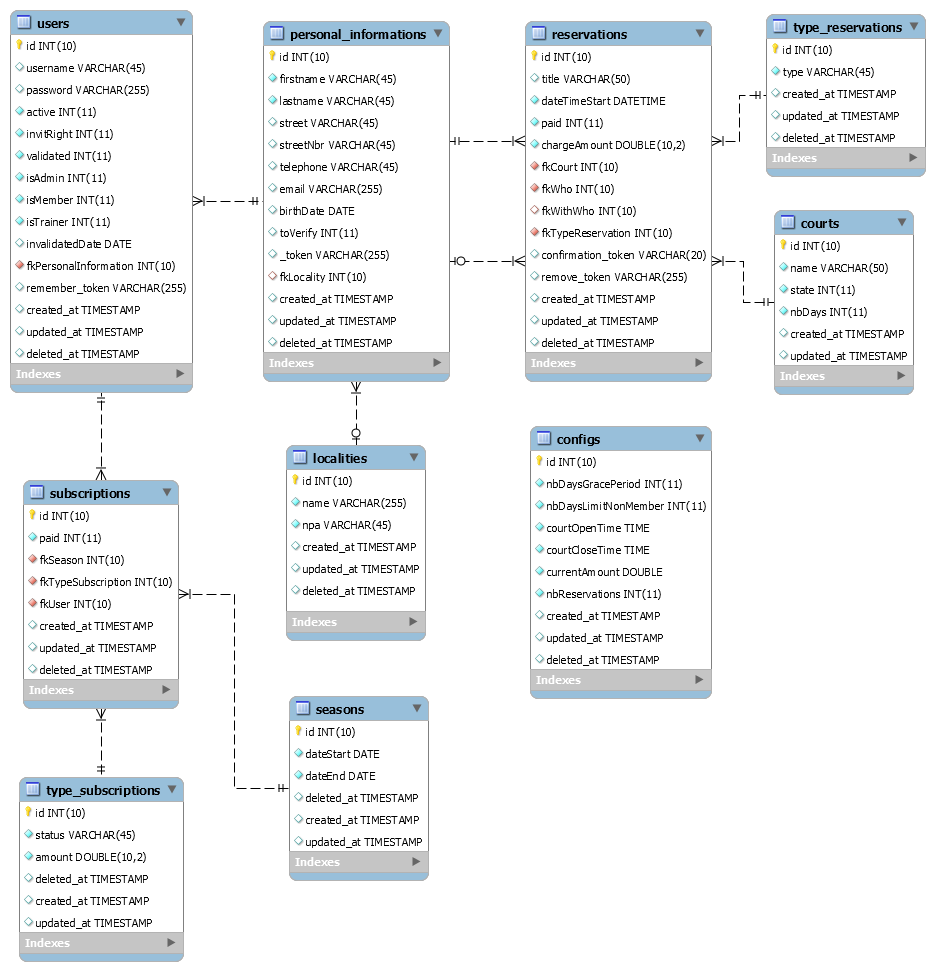 users
id INT(10)
username VARCHAR(45)
password VARCHAR(255)
active INT(11)
invitRight INT(11)
validated INT(11)
isAdmin INT(11)
isMember INT(11)
isTrainer INT(11)
invalidatedDate DATE
fkPersonalInformation INT(10)
remember_token VARCHAR(255)
created_at TIMESTAMP
updated_at TIMESTAMP
deleted_at TIMESTAMP
Indexes
personal_informations
id INT(10)
firstname VARCHAR(45)
lastname VARCHAR(45)
street VARCHAR(45)
streetNbr VARCHAR(45)
telephone VARCHAR(45)
email VARCHAR(255)
birthDate DATE
toVerify INT(11)
_token VARCHAR(255)
fkLocality INT(10)
created_at TIMESTAMP
updated_at TIMESTAMP
deleted_at TIMESTAMP
Indexes
reservations
id INT(10)
title VARCHAR(50)
dateTimeStart DATETIME
paid INT(11)
chargeAmount DOUBLE(10,2)
fkCourt INT(10)
fkWho INT(10)
fkWithWho INT(10)
fkTypeReservation INT(10)
confirmation_token VARCHAR(20)
remove_token VARCHAR(255)
created_at TIMESTAMP
updated_at TIMESTAMP
deleted_at TIMESTAMP
Indexes
type_reservations
id INT(10)
type VARCHAR(45)
created_at TIMESTAMP
updated_at TIMESTAMP
deleted_at TIMESTAMP
Indexes
courts
id INT(10)
name VARCHAR(50)
state INT(11)
nbDays INT(11)
created_at TIMESTAMP
updated_at TIMESTAMP
Indexes
subscriptions
id INT(10)
paid INT(11)
fkSeason INT(10)
fkTypeSubscription INT(10)
fkUser INT(10)
created_at TIMESTAMP
updated_at TIMESTAMP
deleted_at TIMESTAMP
Indexes
localities
id INT(10)
name VARCHAR(255)
npa VARCHAR(45)
created_at TIMESTAMP
updated_at TIMESTAMP
deleted_at TIMESTAMP
Indexes
configs
id INT(10)
nbDaysGracePeriod INT(11)
nbDaysLimitNonMember INT(11)
courtOpenTime TIME
courtCloseTime TIME
currentAmount DOUBLE
nbReservations INT(11)
created_at TIMESTAMP
updated_at TIMESTAMP
deleted_at TIMESTAMP
Indexes
seasons
id INT(10)
dateStart DATE
dateEnd DATE
deleted_at TIMESTAMP
created_at TIMESTAMP
updated_at TIMESTAMP
Indexes
type_subscriptions
id INT(10)
status VARCHAR(45)
amount DOUBLE(10,2)
deleted_at TIMESTAMP
created_at TIMESTAMP
updated_at TIMESTAMP
Indexes